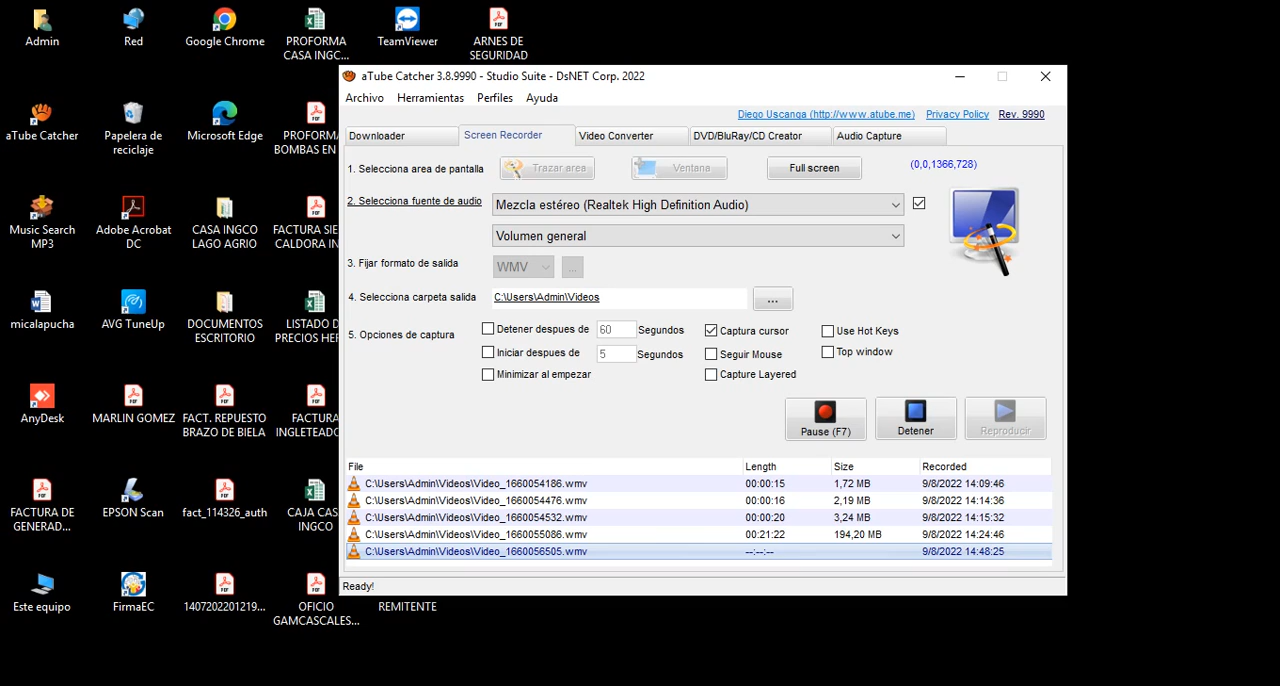 Admin
Red
Google Chrome
PROFORMA
CASA INGC...
TeamViewer
ARNES DE
SEGURIDAD
aTube Catcher
Papelera de
reciclaje
Microsoft Edge
PROFORM
BOMBAS EN
Music Search
MP3
Adobe Acrobat
DC
CASA INGCO
LAGO AGRIO
FACTURA SIE
CALDORA IN
micalapucha
AVG TuneUp
DOCUMENTOS
ESCRITORIO
LISTADO D
PRECIOS HER
AnyDesk
MARLIN GOMEZ
FACT. REPUESTO
BRAZO DE BIELA
FACTURA
INGLETEADO
FACTURA DE
GENERAD...
EPSON Scan
fact_114326_auth
CAJA CAS
INGCO
Este equipo
FirmaEC
1407202201219...
OFICIO
GAMCASCALES...
REMITENTE
aTube Catcher 3.8.9990 - Studio Suite - DsNET Corp. 2022
Archivo Herramientas Perfiles Ayuda
Diego Uscanga (http://www.atube.me) Privacy Policy Rev. 9990
Downloader Screen Recorder Video Converter DVD/BluRay/CD Creator Audio Capture
1. Selecciona area de pantalla Trazar area Ventana Full screen (0,0,1366,728)
2. Selecciona fuente de audio Mezcla estéreo (Realtek High Definition Audio)
Volumen general
3. Fijar formato de salida WMV ...
4. Selecciona carpeta salida C:\Users\Admin\Videos ...
5. Opciones de captura Detener despues de 60 Segundos Captura cursor Use Hot Keys
Iniciar despues de 5 Segundos Seguir Mouse Top window
Minimizar al empezar Capture Layered
Pause (F7) Detener Reproducir
File Length Size Recorded
C:\Users\Admin\Videos\Video_1660054186.wmv 00:00:15 1,72 MB 9/8/2022 14:09:46
C:\Users\Admin\Videos\Video_1660054476.wmv 00:00:16 2,19 MB 9/8/2022 14:14:36
C:\Users\Admin\Videos\Video_1660054532.wmv 00:00:20 3,24 MB 9/8/2022 14:15:32
C:\Users\Admin\Videos\Video_1660055086.wmv 00:21:22 194,20 MB 9/8/2022 14:24:46
C:\Users\Admin\Videos\Video_1660056505.wmv --:--:-- 9/8/2022 14:48:25
Ready!